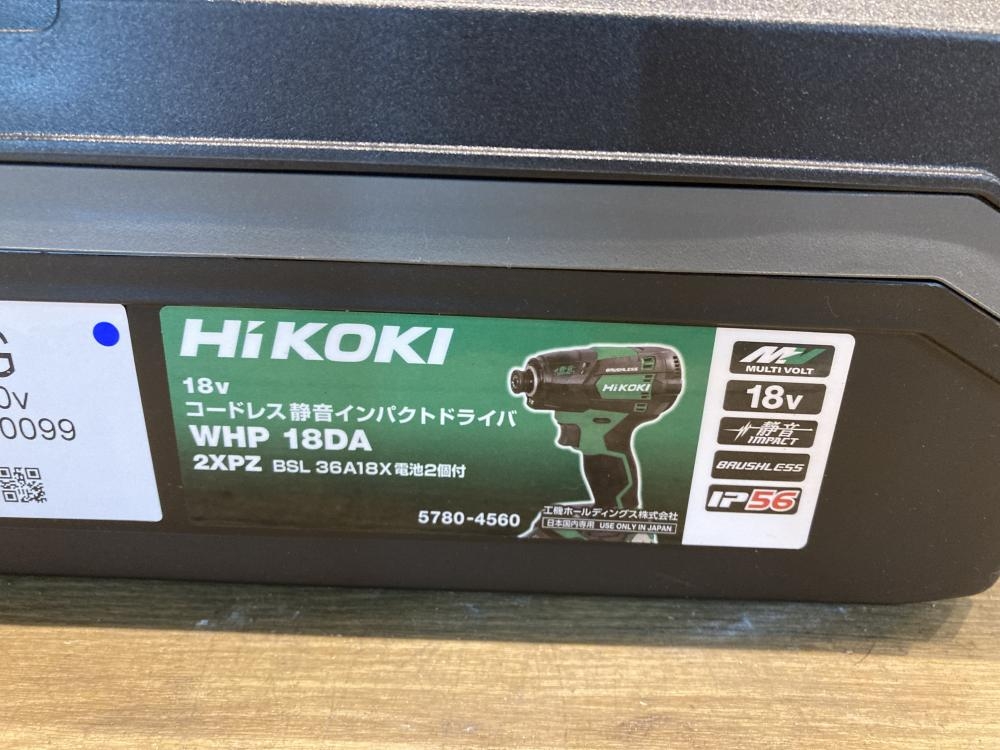 G
0v
0099
HiKOKI
18v
コードレス 静音インパクトドライバ
WHP 18DA
2XPZ BSL 36A18X 電池2個付
5780-4560
BRUSHLESS
HiKOKI
工機ホールディングス株式会社
日本国内専用 USE ONLY IN JAPAN
MV
MULTI VOLT
18v
静音
IMPACT
BRUSHLESS
IP56